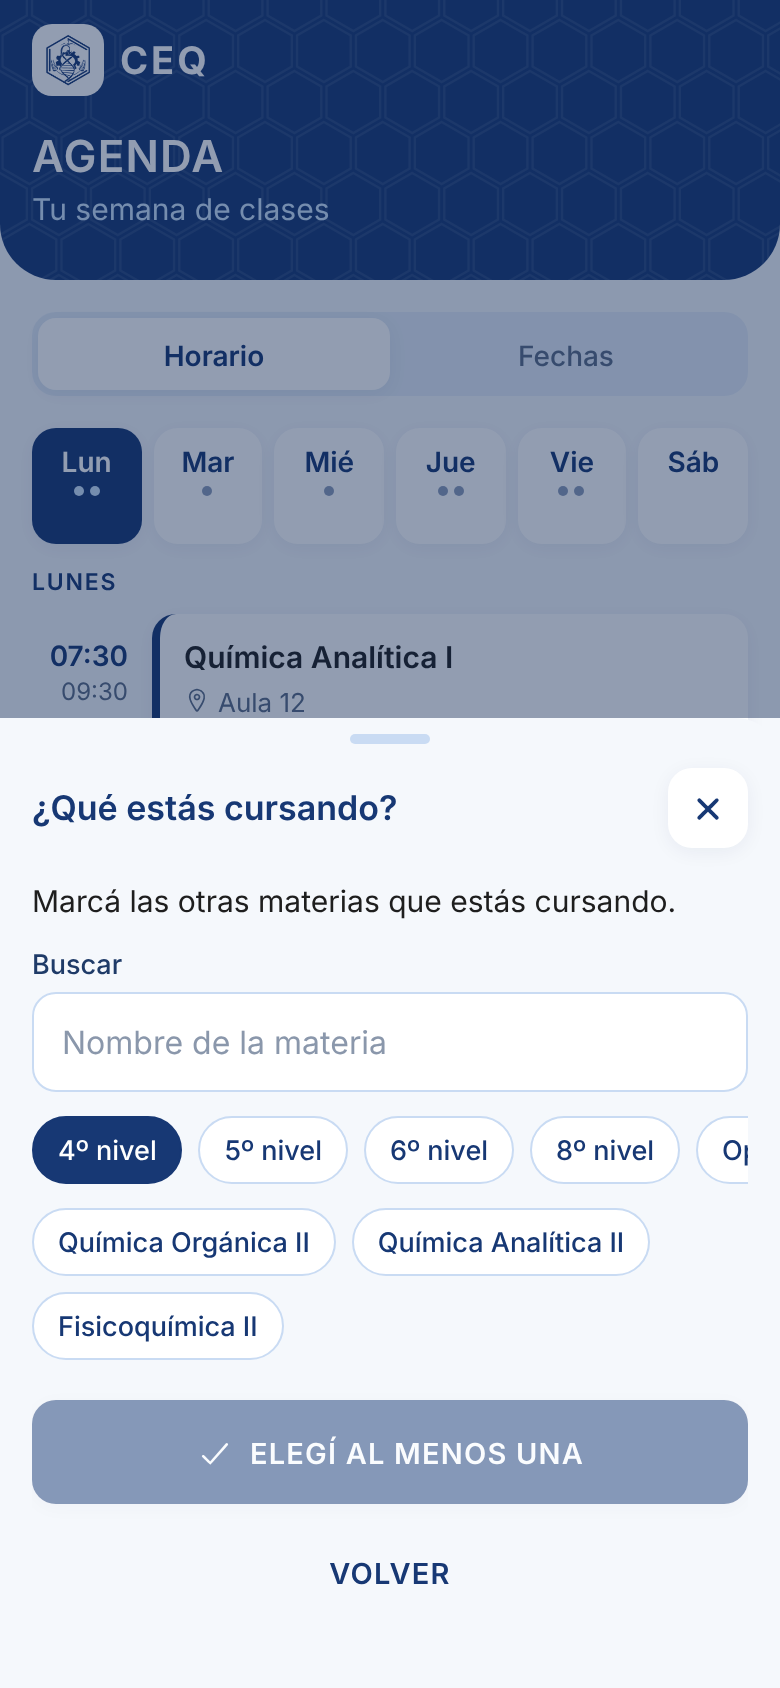 CEQ
AGENDA
Tu semana de clases
Horario
Fechas
Lun
Mar
Mié
Jue
Vie
Sáb
LUNES
07:30
09:30
Química Analítica I
Aula 12
¿Qué estás cursando?
Marcá las otras materias que estás cursando.
Buscar
Nombre de la materia
4º nivel
5º nivel
6º nivel
8º nivel
Química Orgánica II
Química Analítica II
Fisicoquímica II
ELEGÍ AL MENOS UNA
VOLVER